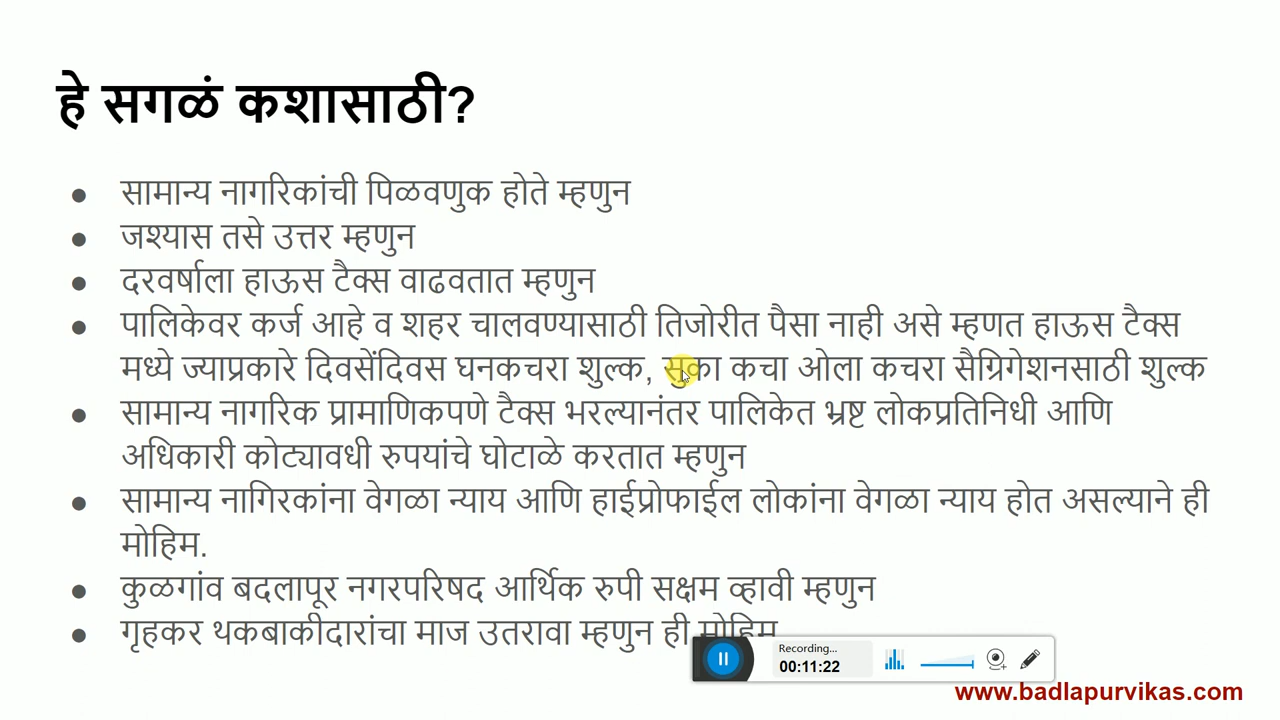 हे सगळं कशासाठी?
● सामान्य नागरिकांची पिळवणुक होते म्हणुन
● जश्यास तसे उत्तर म्हणुन
● दरवर्षाला हाऊस टैक्स वाढवतात म्हणुन
● पालिकेवर कर्ज आहे व शहर चालवण्यासाठी तिजोरीत पैसा नाही असे म्हणत हाऊस टैक्स
मध्ये ज्याप्रकारे दिवसेंदिवस घनकचरा शुल्क, सुका कचा ओला कचरा सैग्रिगेशनसाठी शुल्क
● सामान्य नागरिक प्रामाणिकपणे टैक्स भरल्यानंतर पालिकेत भ्रष्ट लोकप्रतिनिधी आणि
अधिकारी कोट्यावधी रुपयांचे घोटाळे करतात म्हणुन
● सामान्य नागिरकांना वेगळा न्याय आणि हाईप्रोफाईल लोकांना वेगळा न्याय होत असल्याने ही
मोहिम.
● कुळगांव बदलापूर नगरपरिषद आर्थिक रुपी सक्षम व्हावी म्हणुन
● गृहकर थकबाकीदारांचा माज उतरावा म्हणुन ही मोहिम
Recording...
00:11:22
www.badlapurvikas.com